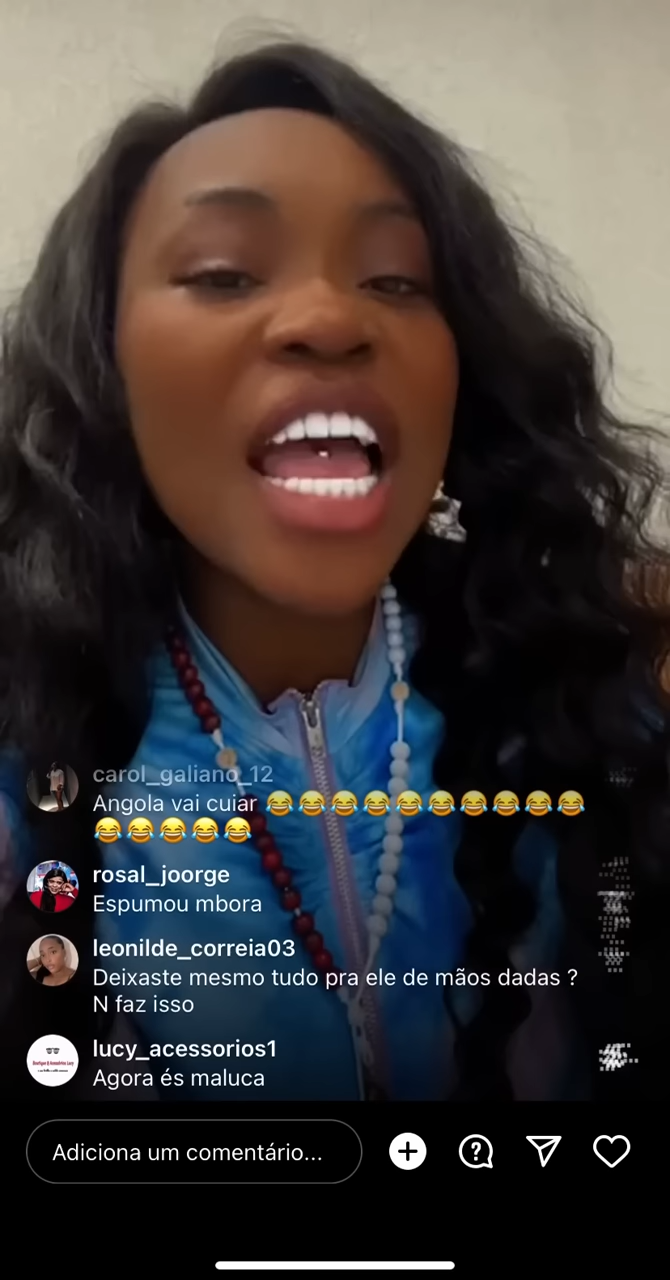 carol_galiano_12
Angola vai cuiar 😂😂😂😂😂😂😂😂😂😂
😂😂😂😂😂
rosal_joorge
Espumou mbora
leonilde_correia03
Deixaste mesmo tudo pra ele de mãos dadas ?
N faz isso
lucy_acessorios1
Agora és maluca
Adiciona um comentário...